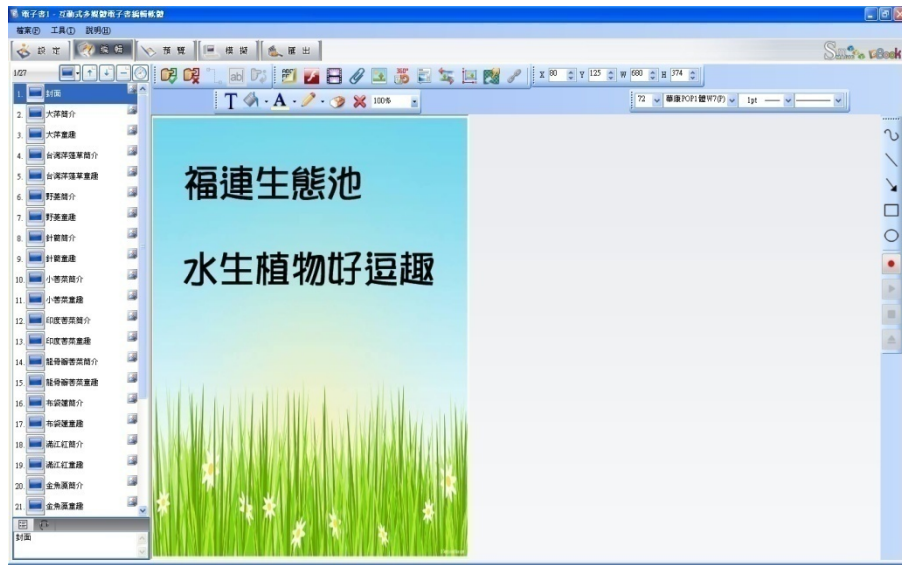 電子書1 - 互動式多媒體電子書編輯軟體
檔案(F) 工具(T) 說明(H)
設定 編輯 預覽 模擬 匯出
1/27
X 80 Y 125 W 680 H 374
100%
72 華康POP1體W7(P) 1pt
1. 封面
2. 大萍簡介
3. 大萍童趣
4. 台灣萍蓬草簡介
5. 台灣萍蓬草童趣
6. 野菱簡介
7. 野菱童趣
8. 針藺簡介
9. 針藺童趣
10. 小莕菜簡介
11. 小莕菜童趣
12. 印度莕菜簡介
13. 印度莕菜童趣
14. 龍骨瓣莕菜簡介
15. 龍骨瓣莕菜童趣
16. 布袋蓮簡介
17. 布袋蓮童趣
18. 滿江紅簡介
19. 滿江紅童趣
20. 金魚藻簡介
21. 金魚藻童趣
封面
福連生態池
水生植物好逗趣